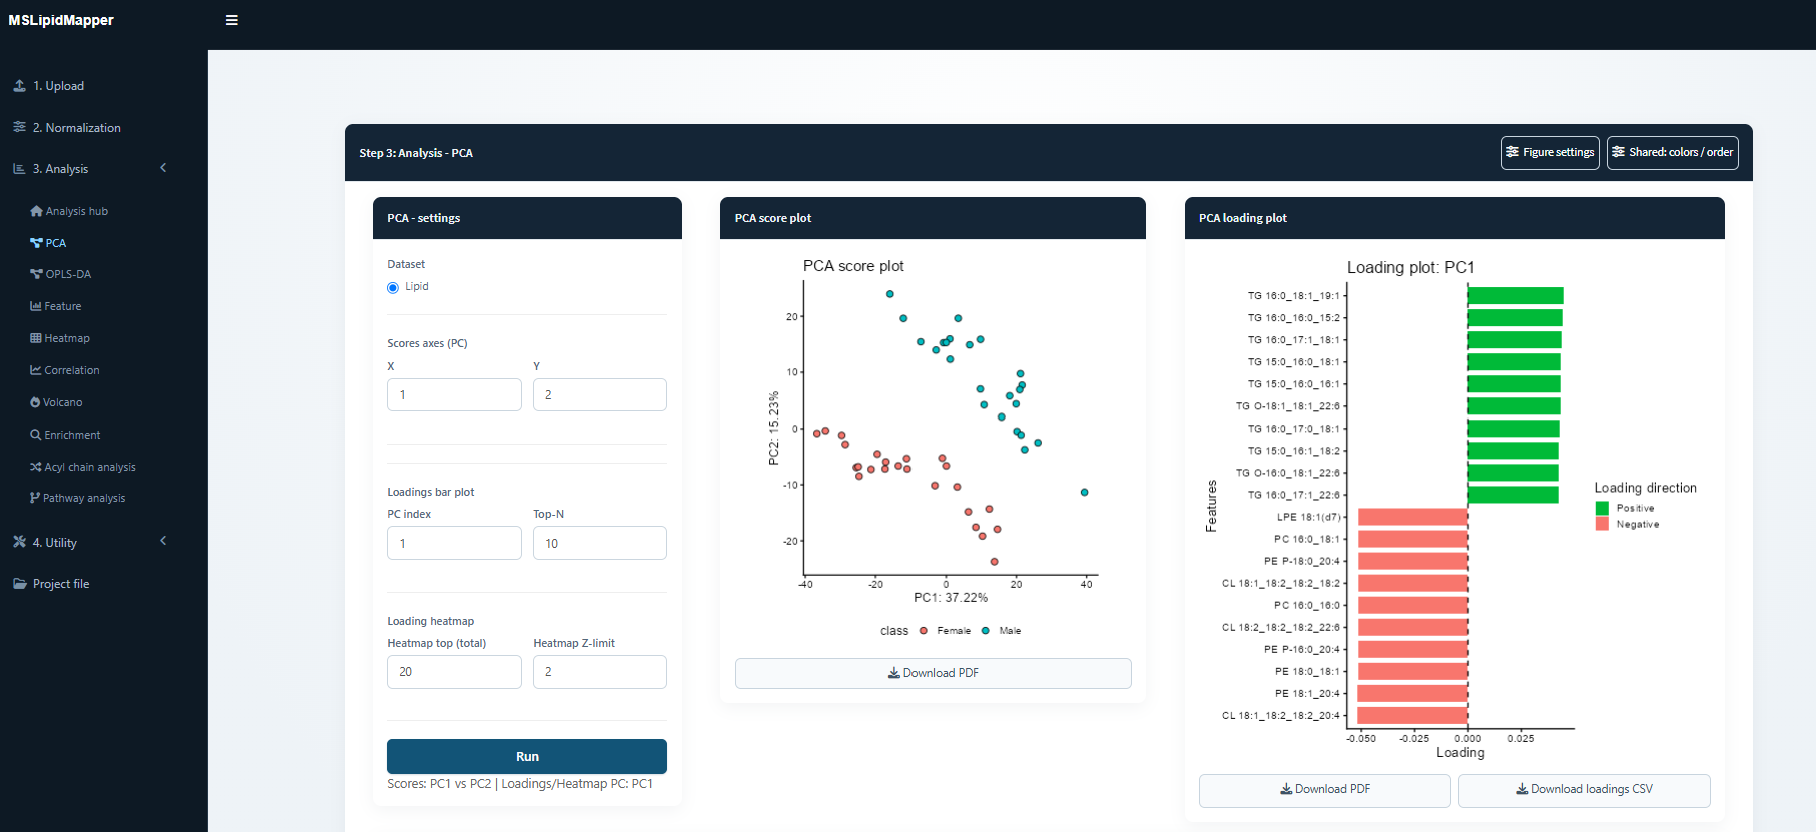 MSLipidMapper
1. Upload
2. Normalization
3. Analysis
Analysis hub
PCA
OPLS-DA
Feature
Heatmap
Correlation
Volcano
Enrichment
Acyl chain analysis
Pathway analysis
4. Utility
Project file
Step 3: Analysis - PCA
Figure settings
Shared: colors / order
PCA - settings
Dataset
Lipid
Scores axes (PC)
X Y
1 2
Loadings bar plot
PC index Top-N
1 10
Loading heatmap
Heatmap top (total) Heatmap Z-limit
20 2
Run
Scores: PC1 vs PC2 | Loadings/Heatmap PC: PC1
PCA score plot
PCA score plot
PC2: 15.23%
20
10
0
-10
-20
-40 -20 0 20 40
PC1: 37.22%
class Female Male
Download PDF
PCA loading plot
Loading plot: PC1
Features
TG 16:0_18:1_19:1
TG 16:0_16:0_15:2
TG 16:0_17:1_18:1
TG 15:0_16:0_18:1
TG 15:0_16:0_16:1
TG O-18:1_18:1_22:6
TG 16:0_17:0_18:1
TG 15:0_16:1_18:2
TG O-16:0_18:1_22:6
TG 16:0_17:1_22:6
LPE 18:1(d7)
PC 16:0_18:1
PE P-18:0_20:4
CL 18:1_18:2_18:2_18:2
PC 16:0_16:0
CL 18:2_18:2_18:2_22:6
PE P-16:0_20:4
PE 18:0_18:1
PE 18:1_20:4
CL 18:1_18:2_18:2_20:4
-0.050 -0.025 0.000 0.025
Loading
Loading direction
Positive
Negative
Download PDF
Download loadings CSV